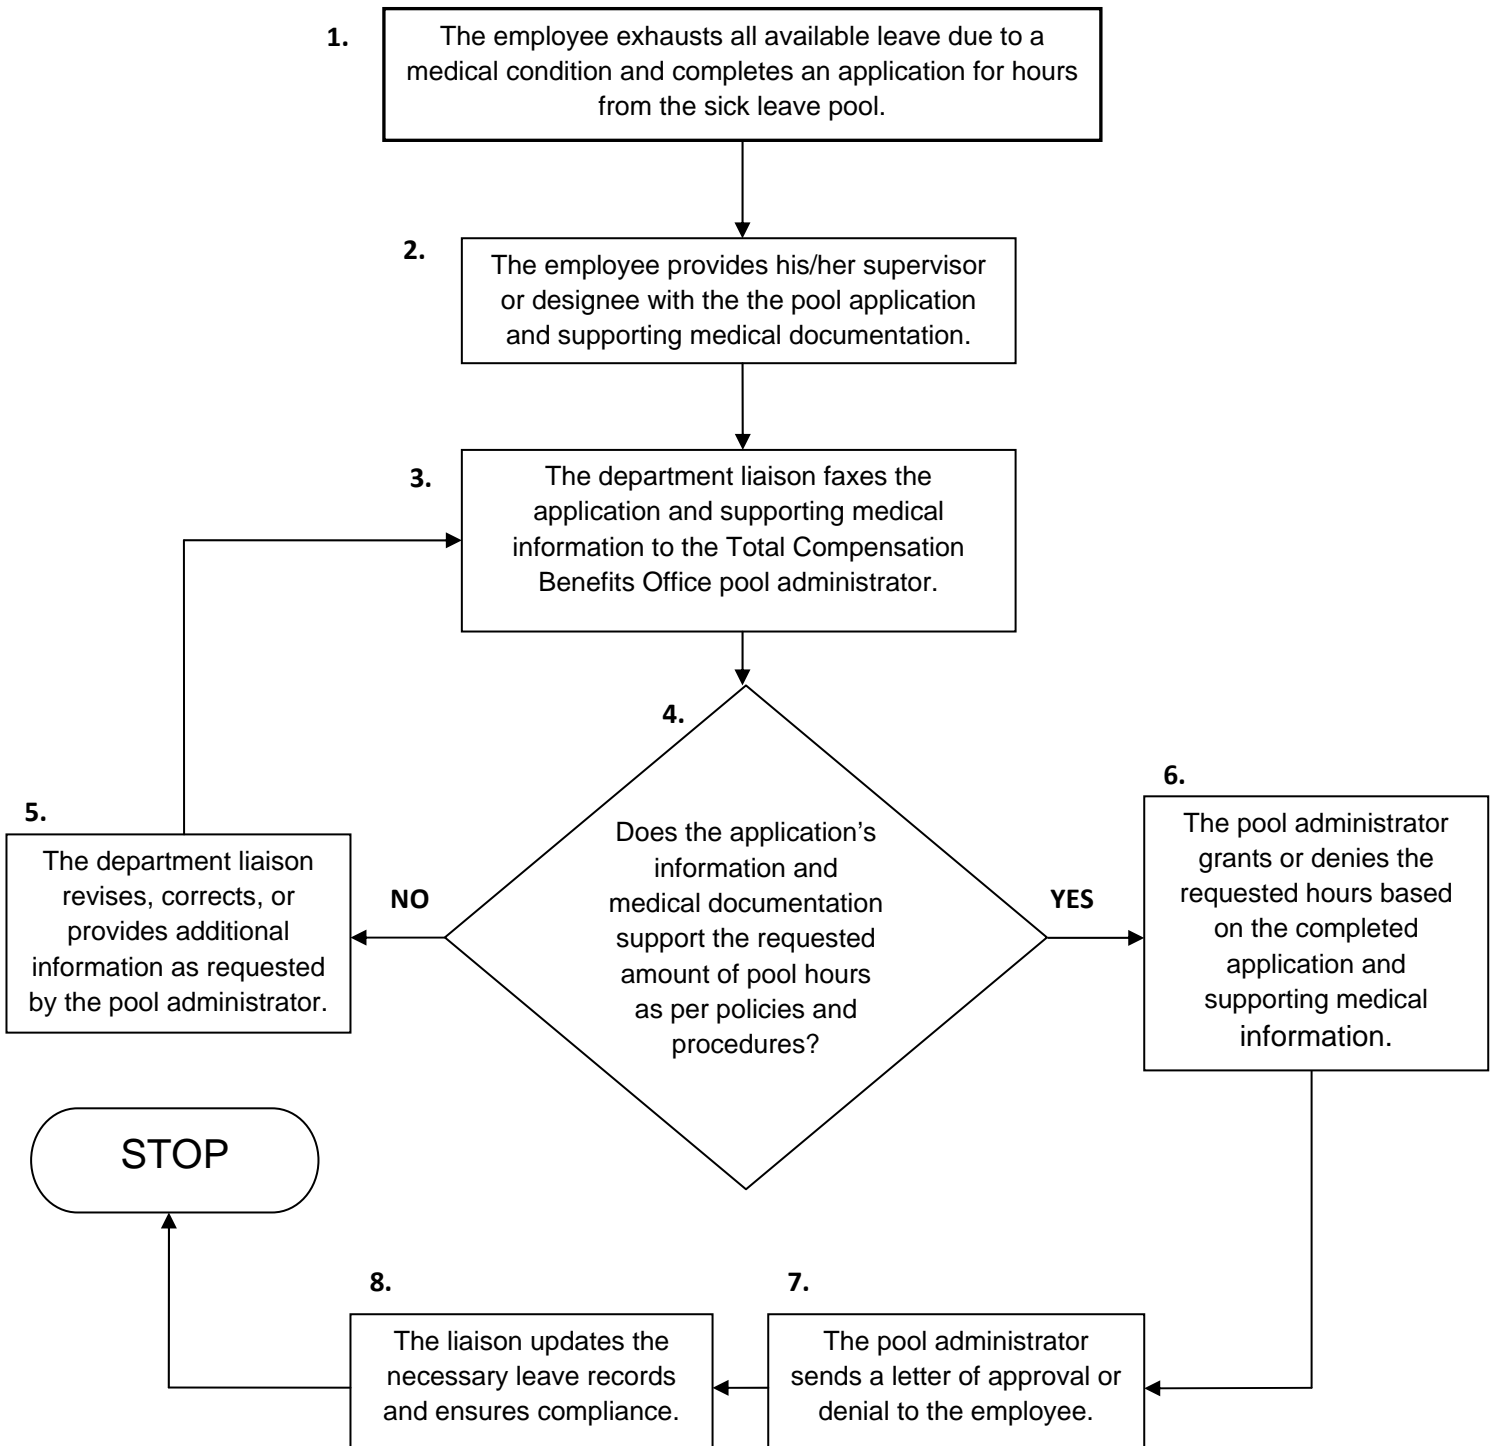 1.
The employee exhausts all available leave due to a
medical condition and completes an application for hours
from the sick leave pool.
2.
The employee provides his/her supervisor
or designee with the the pool application
and supporting medical documentation.
3.
The department liaison faxes the
application and supporting medical
information to the Total Compensation
Benefits Office pool administrator.
4.
Does the application’s
information and
medical documentation
support the requested
amount of pool hours
as per policies and
procedures?
NO
YES
5.
The department liaison
revises, corrects, or
provides additional
information as requested
by the pool administrator.
6.
The pool administrator
grants or denies the
requested hours based
on the completed
application and
supporting medical
information.
7.
The pool administrator
sends a letter of approval or
denial to the employee.
8.
The liaison updates the
necessary leave records
and ensures compliance.
STOP